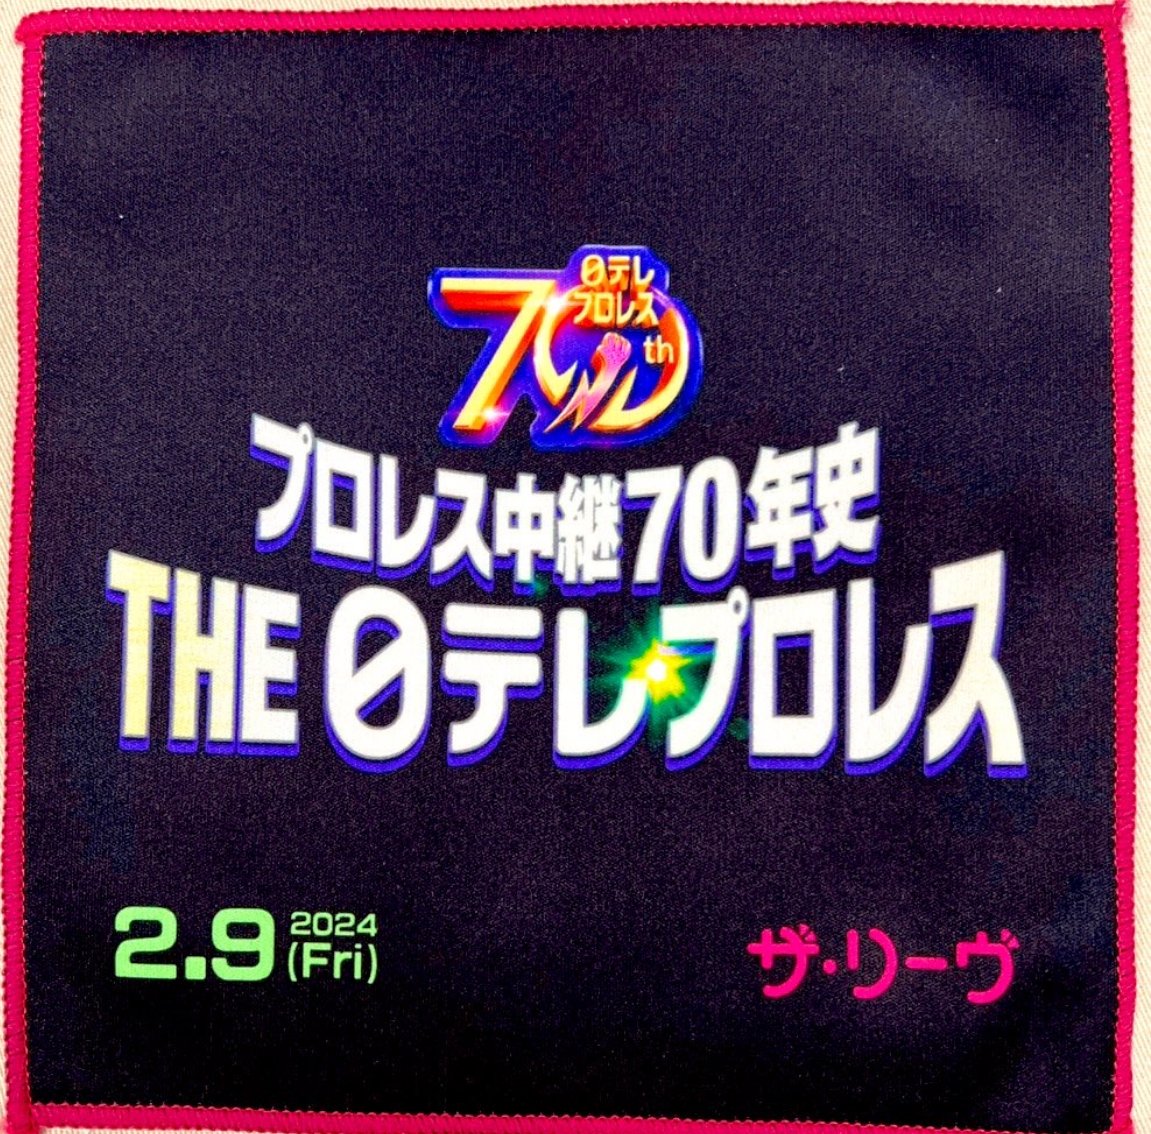 70th
日テレ
プロレス
プロレス中継70年史
THE 日テレプロレス
2.9 2024 (Fri)
ザ・リーヴ